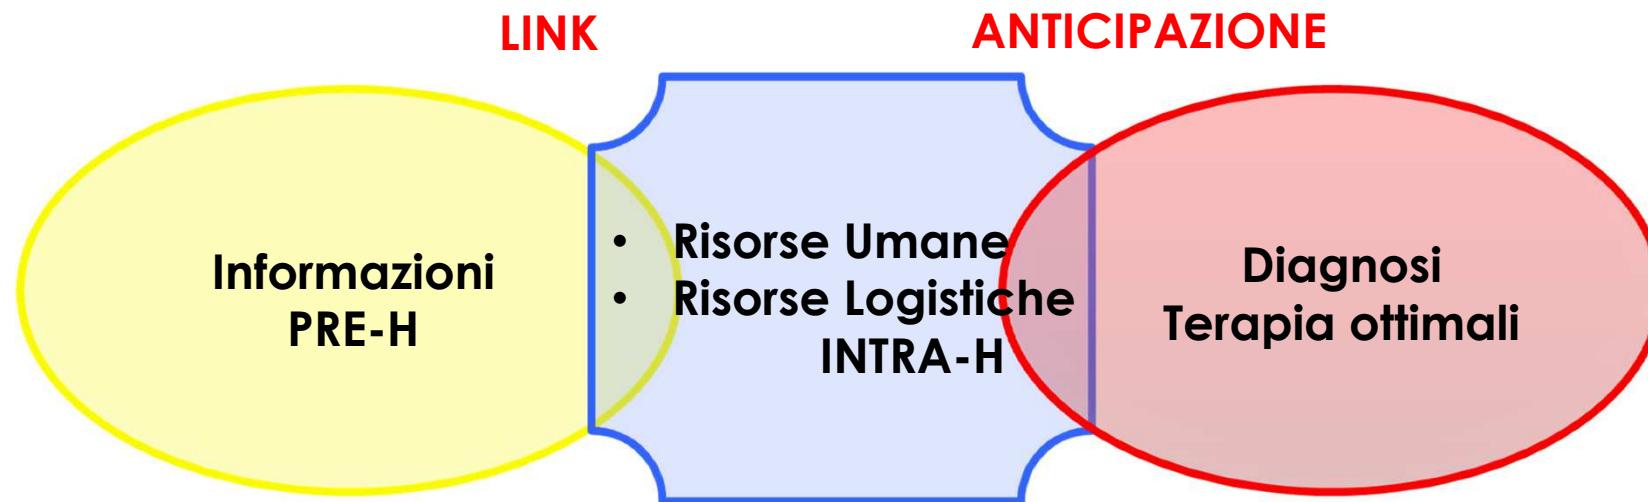 LINK
ANTICIPAZIONE
Informazioni
PRE-H
• Risorse Umane
• Risorse Logistiche
INTRA-H
Diagnosi
Terapia ottimali